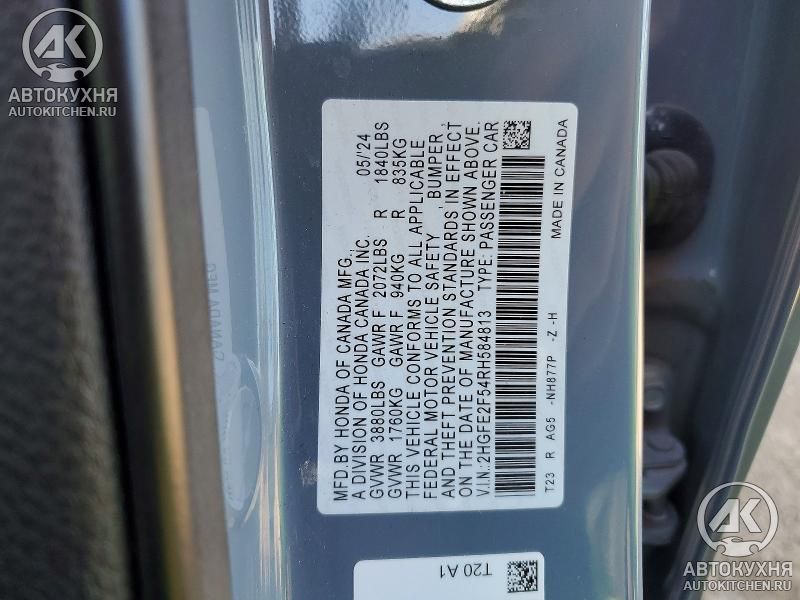 АК
АВТОКУХНЯ
AUTOKITCHEN.RU
MFD.BY HONDA OF CANADA MFG., 05/'24
A DIVISION OF HONDA CANADA INC.
GVWR 3880LBS GAWR F 2072LBS R 1840LBS
GVWR 1760KG GAWR F 940KG R 835KG
THIS VEHICLE CONFORMS TO ALL APPLICABLE
FEDERAL MOTOR VEHICLE SAFETY, BUMPER,
AND THEFT PREVENTION STANDARDS IN EFFECT
ON THE DATE OF MANUFACTURE SHOWN ABOVE.
V.I.N.:2HGFE2F54RH584813 TYPE: PASSENGER CAR
T23 R AG5 -NH877P -Z -H MADE IN CANADA
T20 A1
АК
АВТОКУХНЯ
AUTOKITCHEN.RU